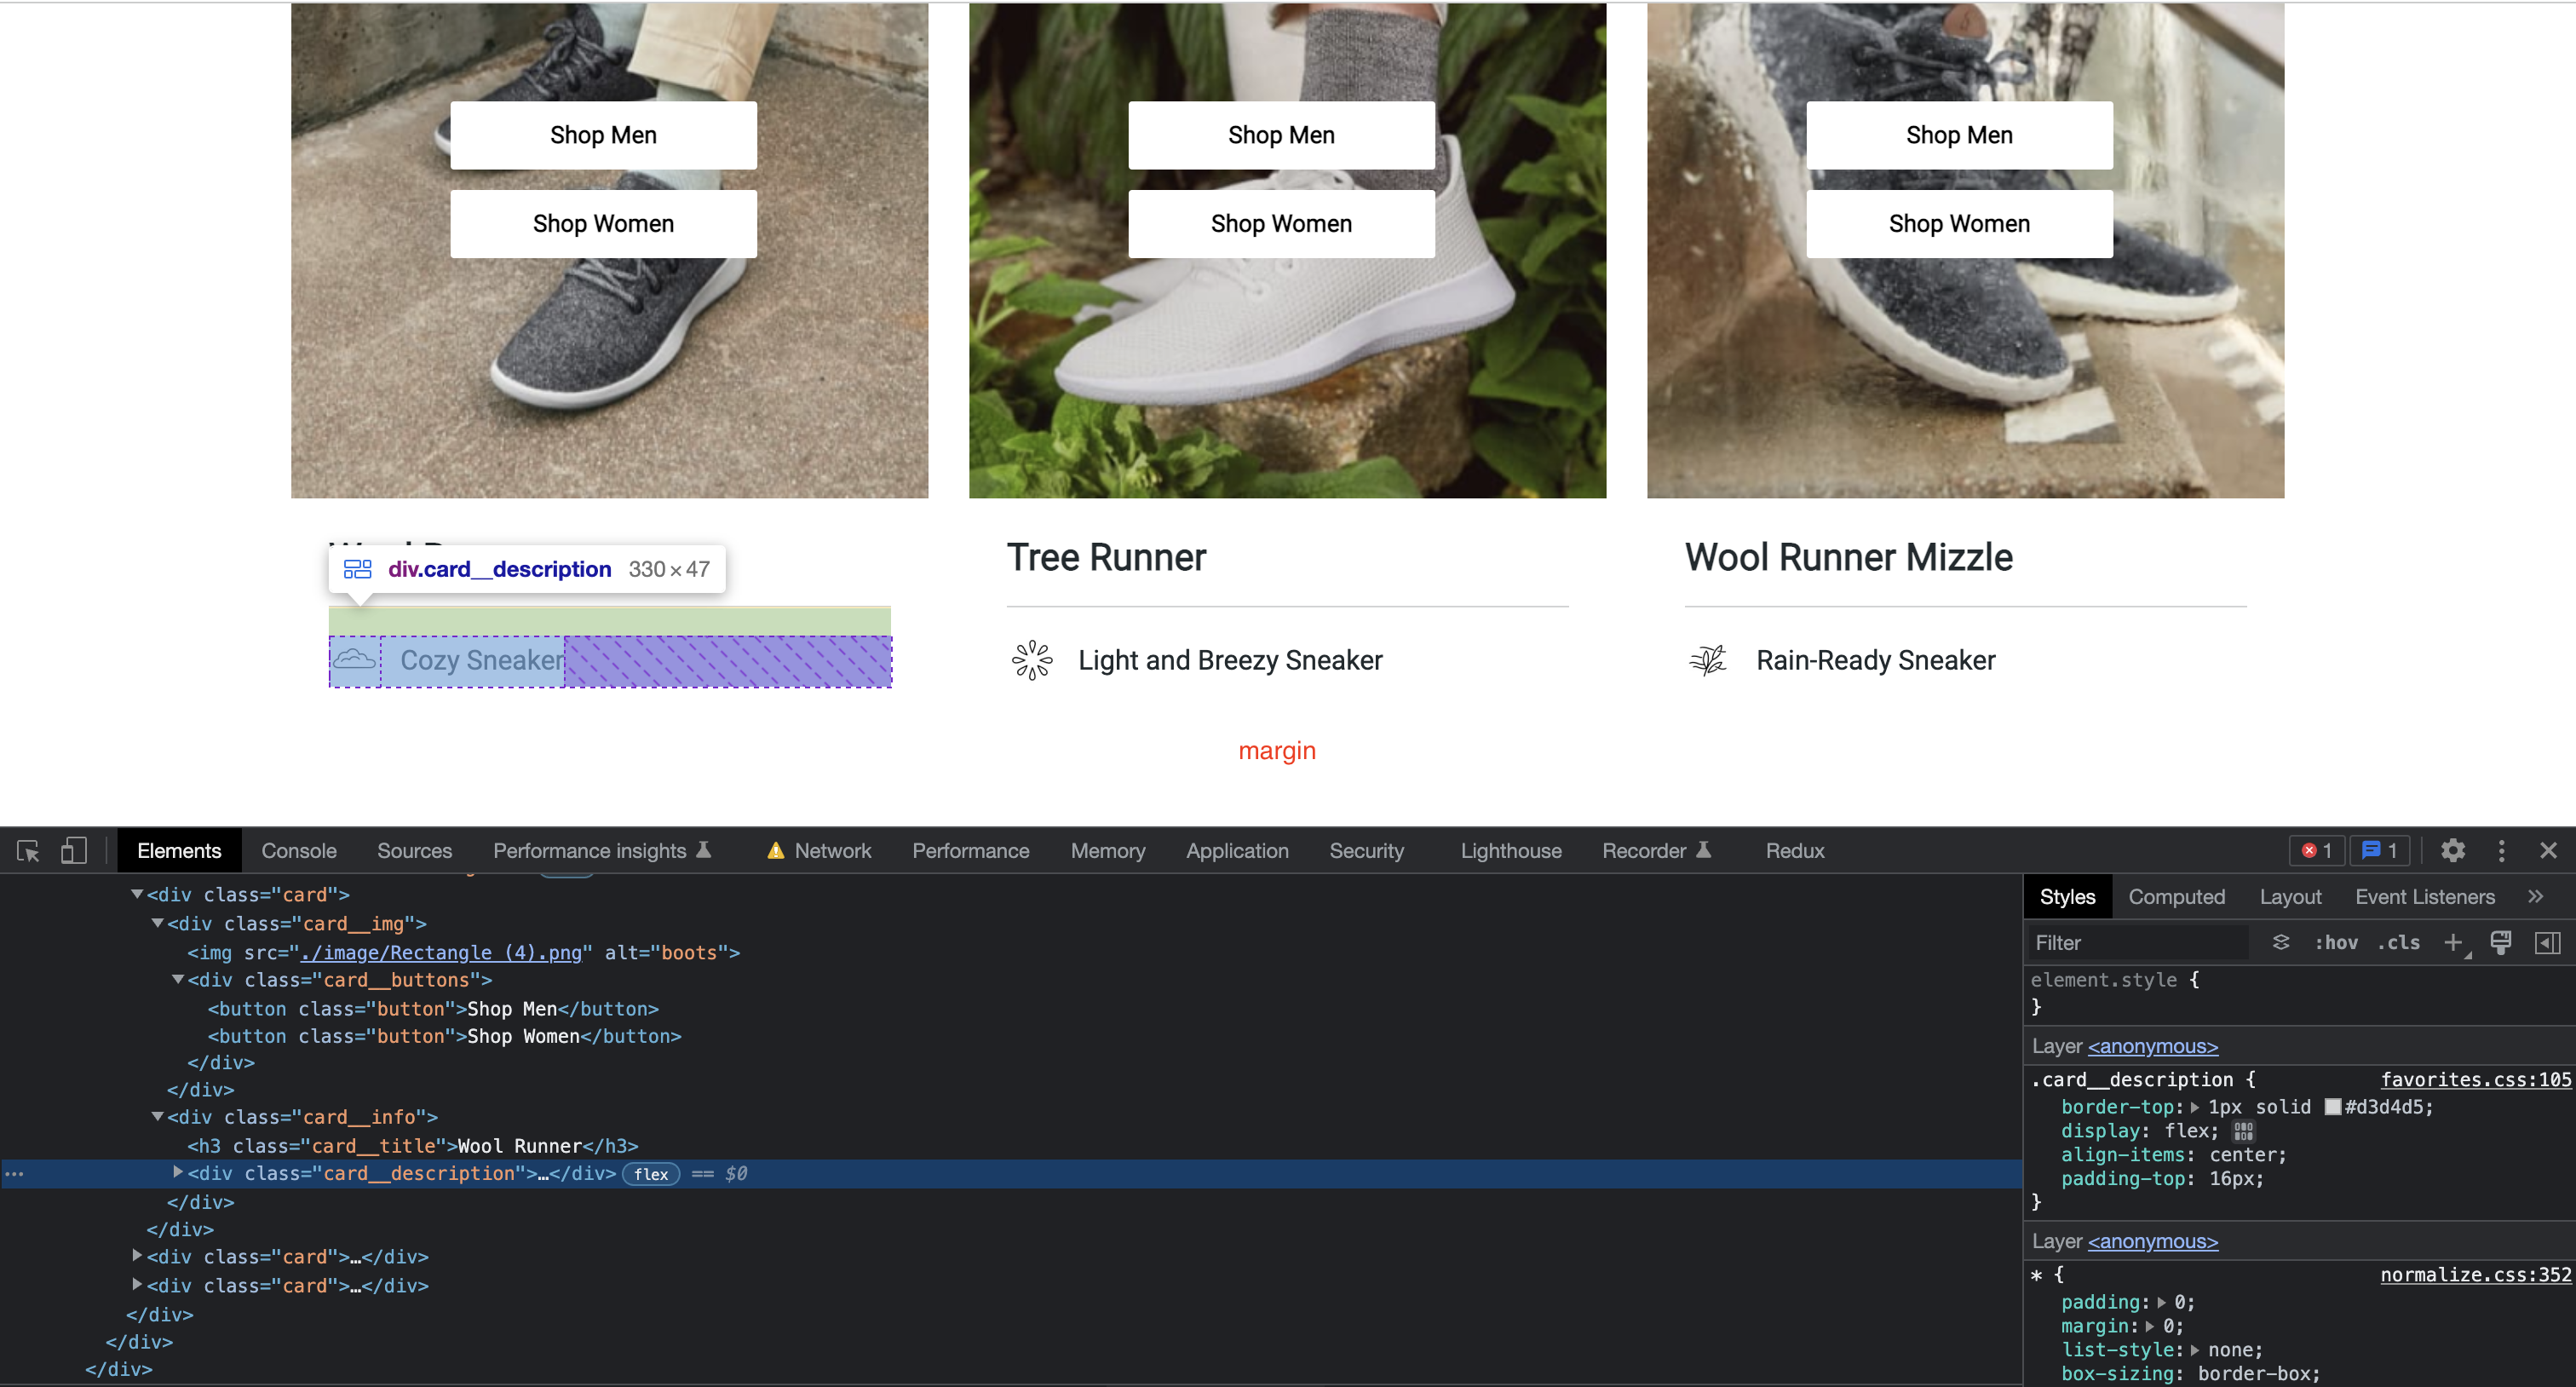 Shop Men
Shop Men
Shop Men
Shop Women
Shop Women
Shop Women
Tree Runner
Wool Runner Mizzle
div.card__description 330 × 47
Cozy Sneaker
Light and Breezy Sneaker
Rain-Ready Sneaker
margin
Elements Console Sources Performance insights Network Performance Memory Application Security Lighthouse Recorder Redux 1 1
<div class="card">
<div class="card__img">
<img src="./image/Rectangle (4).png" alt="boots">
<div class="card__buttons">
<button class="button">Shop Men</button>
<button class="button">Shop Women</button>
</div>
</div>
<div class="card__info">
<h3 class="card__title">Wool Runner</h3>
<div class="card__description">…</div> flex == $0
</div>
</div>
<div class="card">…</div>
<div class="card">…</div>
</div>
</div>
</div>
Styles Computed Layout Event Listeners »
Filter :hov .cls +
element.style {
}
Layer <anonymous>
.card__description { favorites.css:105
border-top: 1px solid #d3d4d5;
display: flex;
align-items: center;
padding-top: 16px;
}
Layer <anonymous>
* { normalize.css:352
padding: 0;
margin: 0;
list-style: none;
box-sizing: border-box;